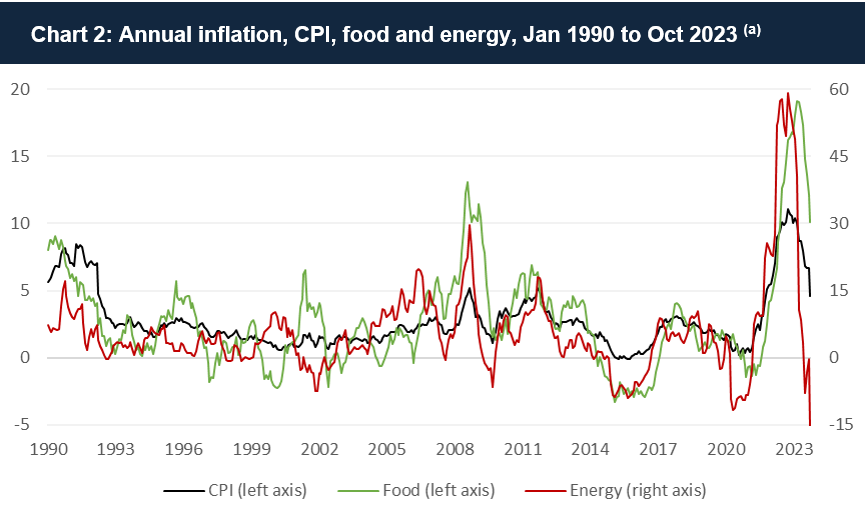 Chart 2: Annual inflation, CPI, food and energy, Jan 1990 to Oct 2023 (a)
20 60
15 45
10 30
5 15
0 0
-5 -15
1990 1993 1996 1999 2002 2005 2008 2011 2014 2017 2020 2023
CPI (left axis) Food (left axis) Energy (right axis)